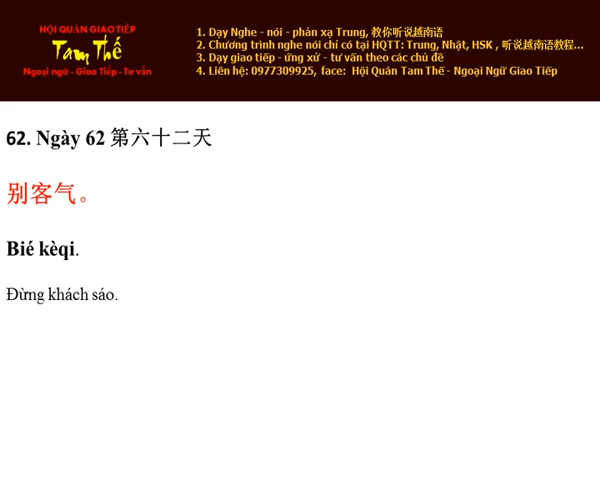 HỘI QUÁN GIAO TIẾP
Tam Thế
Ngoại ngữ - Giao Tiếp - Tư vấn
1. Dạy Nghe - nói - phản xạ Trung, 教你听说越南语
2. Chương trình nghe nói chỉ có tại HQTT: Trung, Nhật, HSK , 听说越南语教程...
3. Dạy giao tiếp - ứng xử - tư vấn theo các chủ đề
4. Liên hệ: 0977309925, face: Hội Quán Tam Thế - Ngoại Ngữ Giao Tiếp
62. Ngày 62 第六十二天
别客气。
Bié kèqi.
Đừng khách sáo.